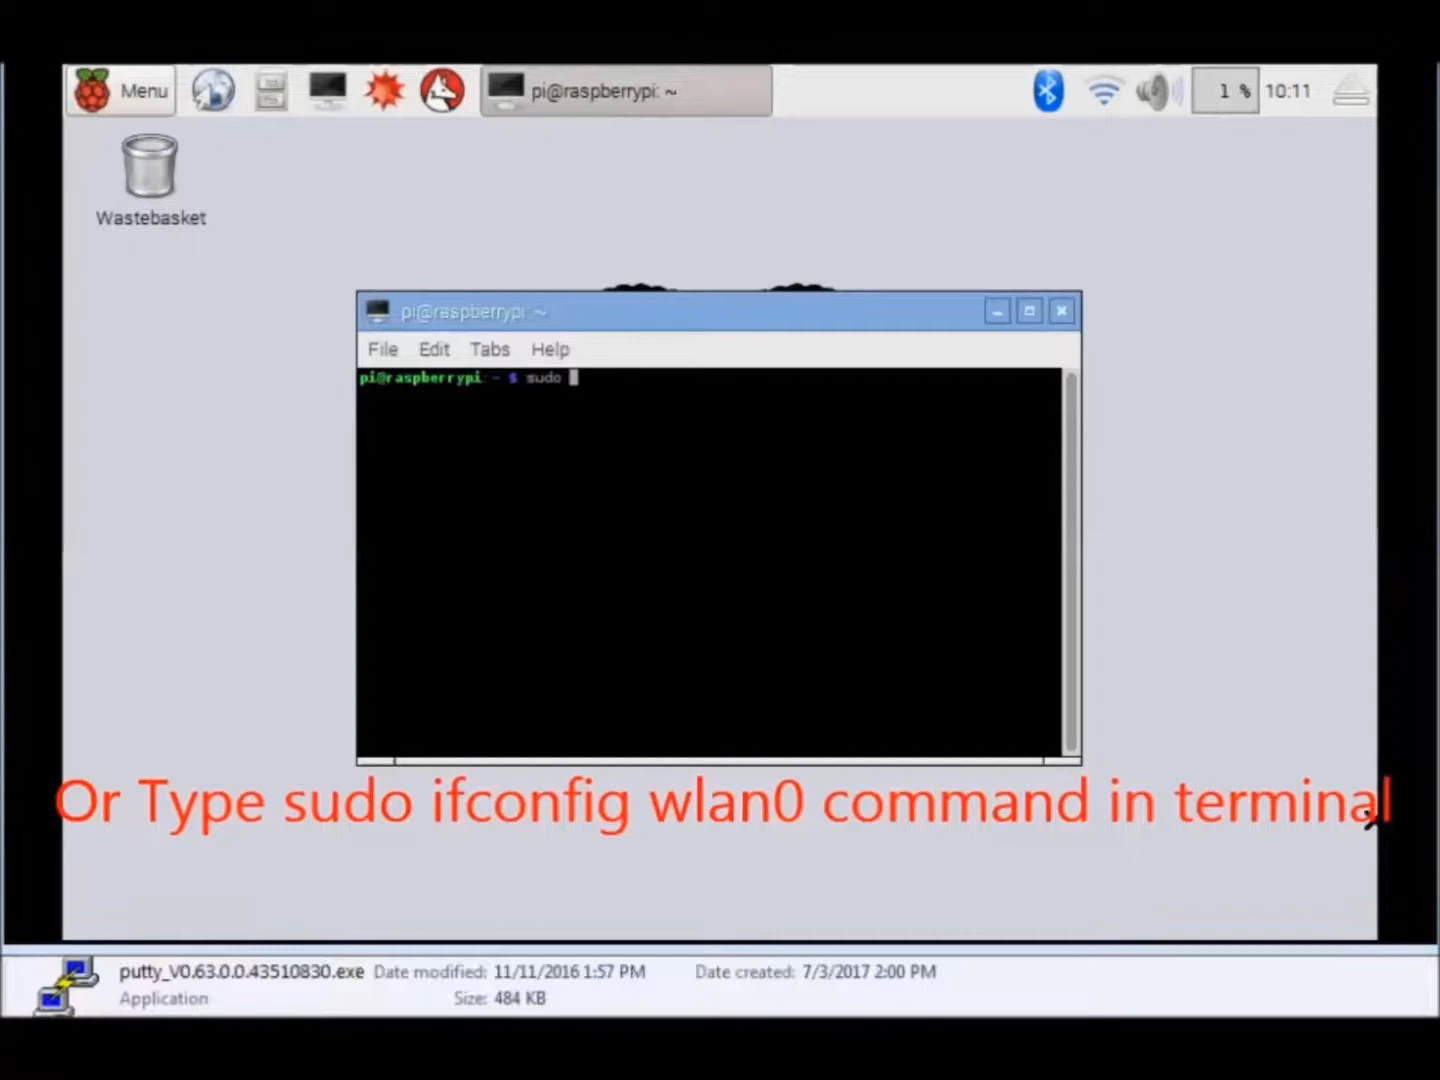 Menu
pi@raspberrypi: ~
1 %
10:11
Wastebasket
pi@raspberrypi: ~
File Edit Tabs Help
pi@raspberrypi:~ $ sudo
Or Type sudo ifconfig wlan0 command in terminal
putty_V0.63.0.0.43510830.exe Date modified: 11/11/2016 1:57 PM Date created: 7/3/2017 2:00 PM
Application Size: 484 KB